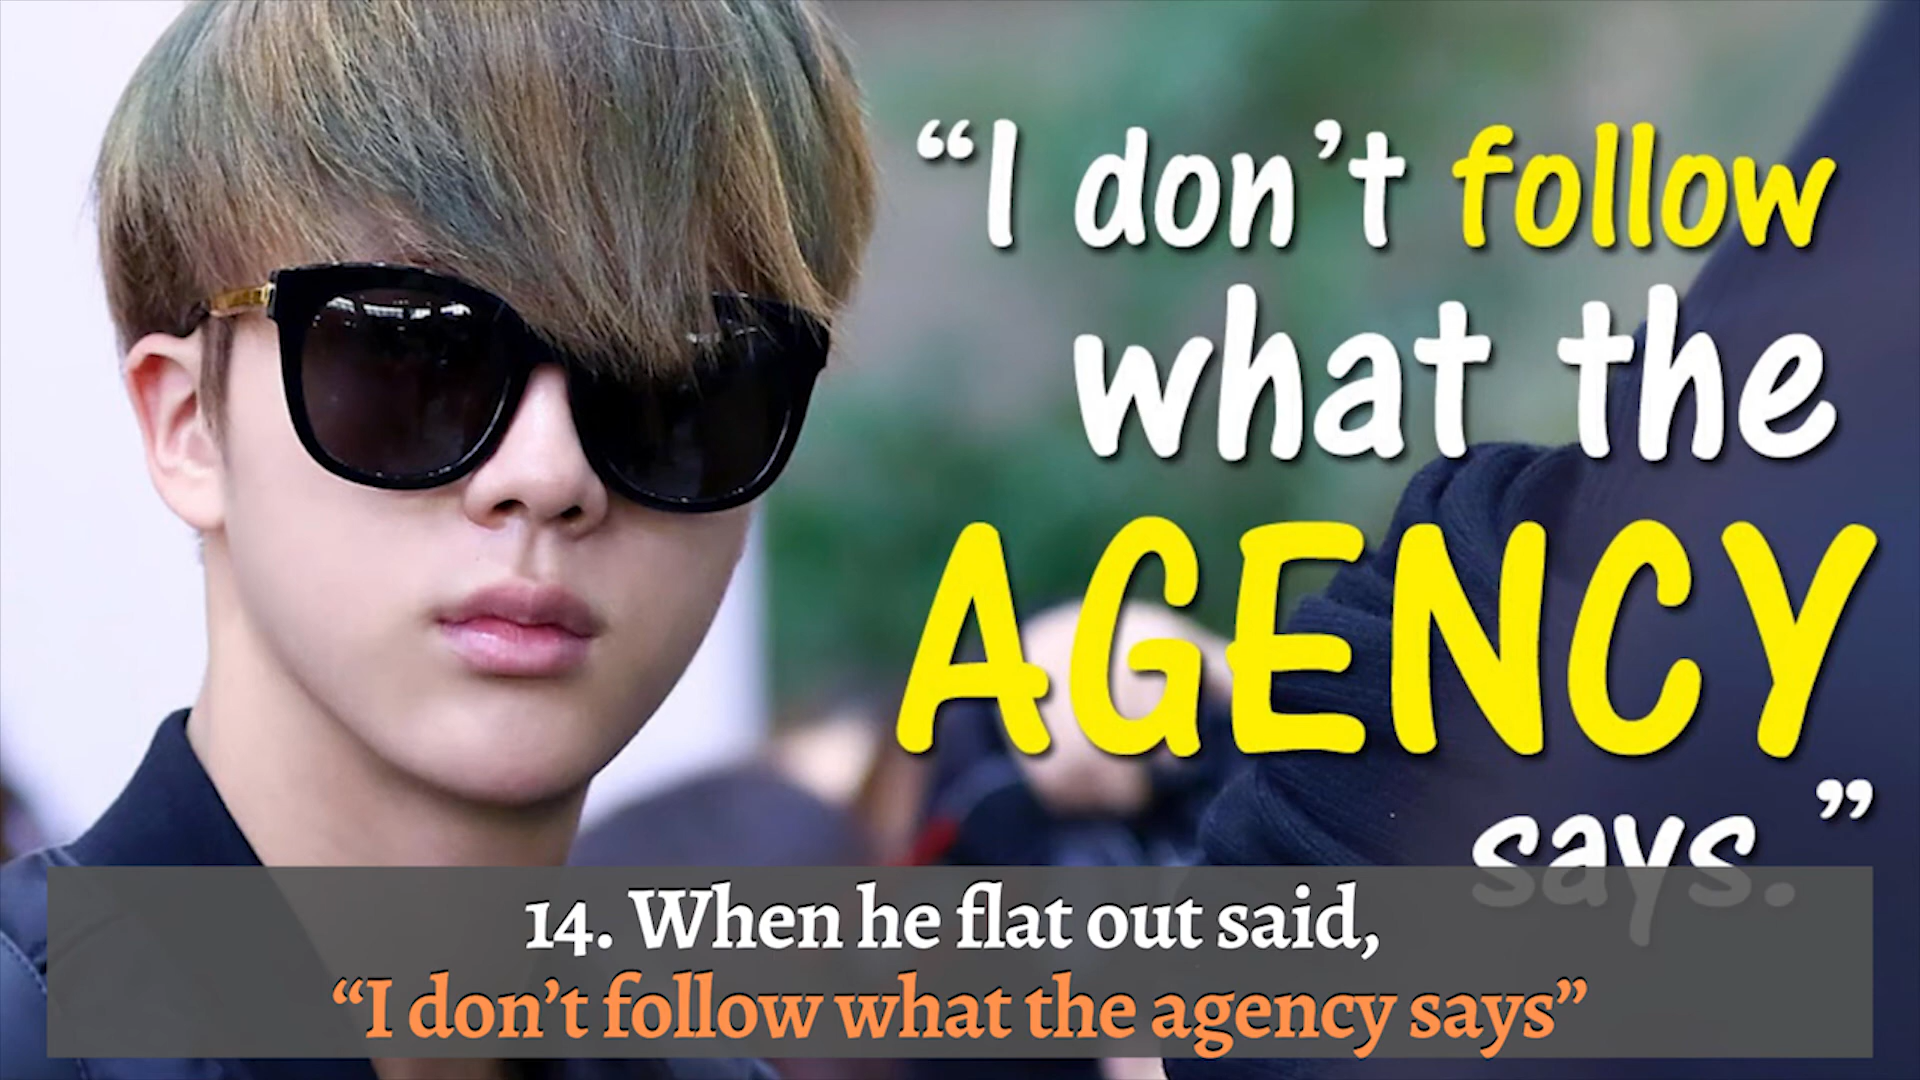 “I don’t follow
what the
AGENCY
says.”
14. When he flat out said,
“I don’t follow what the agency says”